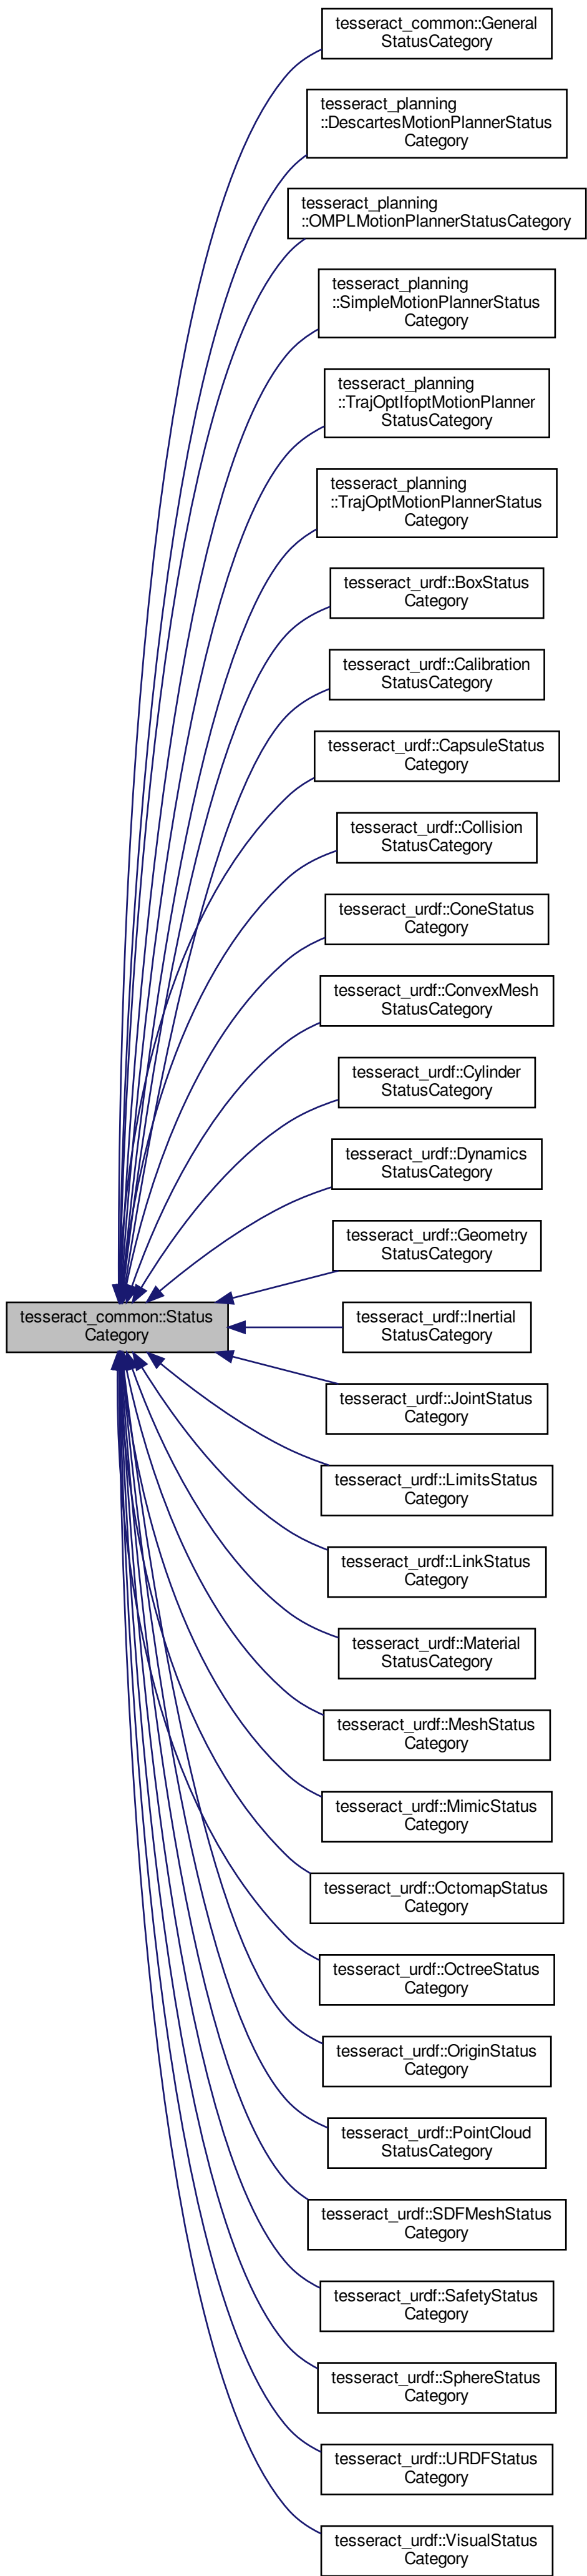 tesseract_common::General
StatusCategory
tesseract_planning
::DescartesMotionPlannerStatus
Category
tesseract_planning
::OMPLMotionPlannerStatusCategory
tesseract_planning
::SimpleMotionPlannerStatus
Category
tesseract_planning
::TrajOptIfoptMotionPlanner
StatusCategory
tesseract_planning
::TrajOptMotionPlannerStatus
Category
tesseract_urdf::BoxStatus
Category
tesseract_urdf::Calibration
StatusCategory
tesseract_urdf::CapsuleStatus
Category
tesseract_urdf::Collision
StatusCategory
tesseract_urdf::ConeStatus
Category
tesseract_urdf::ConvexMesh
StatusCategory
tesseract_urdf::Cylinder
StatusCategory
tesseract_urdf::Dynamics
StatusCategory
tesseract_urdf::Geometry
StatusCategory
tesseract_common::Status
Category
tesseract_urdf::Inertial
StatusCategory
tesseract_urdf::JointStatus
Category
tesseract_urdf::LimitsStatus
Category
tesseract_urdf::LinkStatus
Category
tesseract_urdf::Material
StatusCategory
tesseract_urdf::MeshStatus
Category
tesseract_urdf::MimicStatus
Category
tesseract_urdf::OctomapStatus
Category
tesseract_urdf::OctreeStatus
Category
tesseract_urdf::OriginStatus
Category
tesseract_urdf::PointCloud
StatusCategory
tesseract_urdf::SDFMeshStatus
Category
tesseract_urdf::SafetyStatus
Category
tesseract_urdf::SphereStatus
Category
tesseract_urdf::URDFStatus
Category
tesseract_urdf::VisualStatus
Category